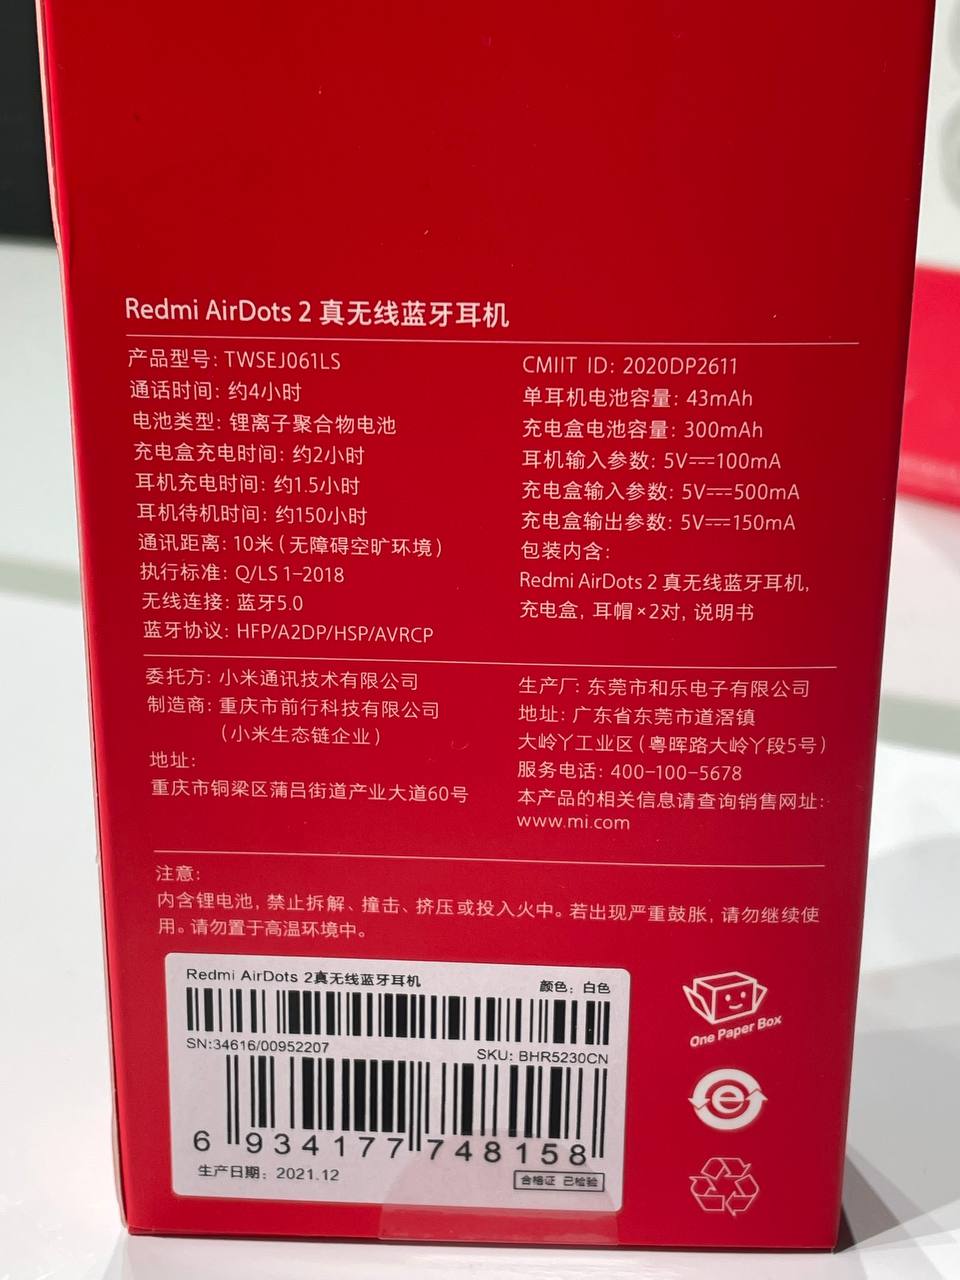 Redmi AirDots 2 真无线蓝牙耳机
产品型号: TWSEJ061LS
通话时间: 约4小时
电池类型: 锂离子聚合物电池
充电盒充电时间: 约2小时
耳机充电时间: 约1.5小时
耳机待机时间: 约150小时
通讯距离: 10米(无障碍空旷环境)
执行标准: Q/LS 1-2018
无线连接: 蓝牙5.0
蓝牙协议: HFP/A2DP/HSP/AVRCP
CMIIT ID: 2020DP2611
单耳机电池容量: 43mAh
充电盒电池容量: 300mAh
耳机输入参数: 5V⎓100mA
充电盒输入参数: 5V⎓500mA
充电盒输出参数: 5V⎓150mA
包装内含:
Redmi AirDots 2 真无线蓝牙耳机,
充电盒, 耳帽×2对, 说明书
委托方: 小米通讯技术有限公司
制造商: 重庆市前行科技有限公司
(小米生态链企业)
地址:
重庆市铜梁区蒲吕街道产业大道60号
生产厂: 东莞市和乐电子有限公司
地址: 广东省东莞市道滘镇
大岭丫工业区(粤晖路大岭丫段5号)
服务电话: 400-100-5678
本产品的相关信息请查询销售网址:
www.mi.com
注意:
内含锂电池, 禁止拆解、撞击、挤压或投入火中。若出现严重鼓胀, 请勿继续使
用。请勿置于高温环境中。
Redmi AirDots 2真无线蓝牙耳机
颜色: 白色
SN:34616/00952207
SKU: BHR5230CN
6 934177 748158
生产日期: 2021.12
合格证 已检验
One Paper Box
e